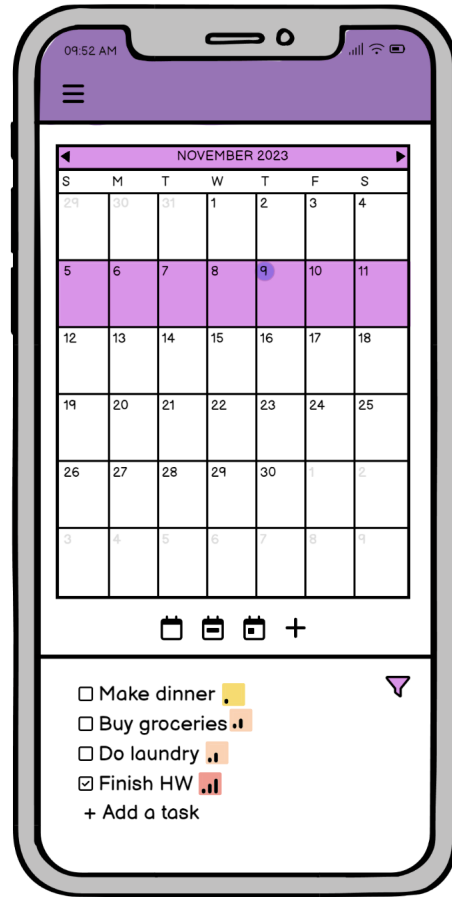 09:52 AM
NOVEMBER 2023
S M T W T F S
29 30 31 1 2 3 4
5 6 7 8 9 10 11
12 13 14 15 16 17 18
19 20 21 22 23 24 25
26 27 28 29 30 1 2
3 4 5 6 7 8 9
Make dinner
Buy groceries
Do laundry
Finish HW
+ Add a task